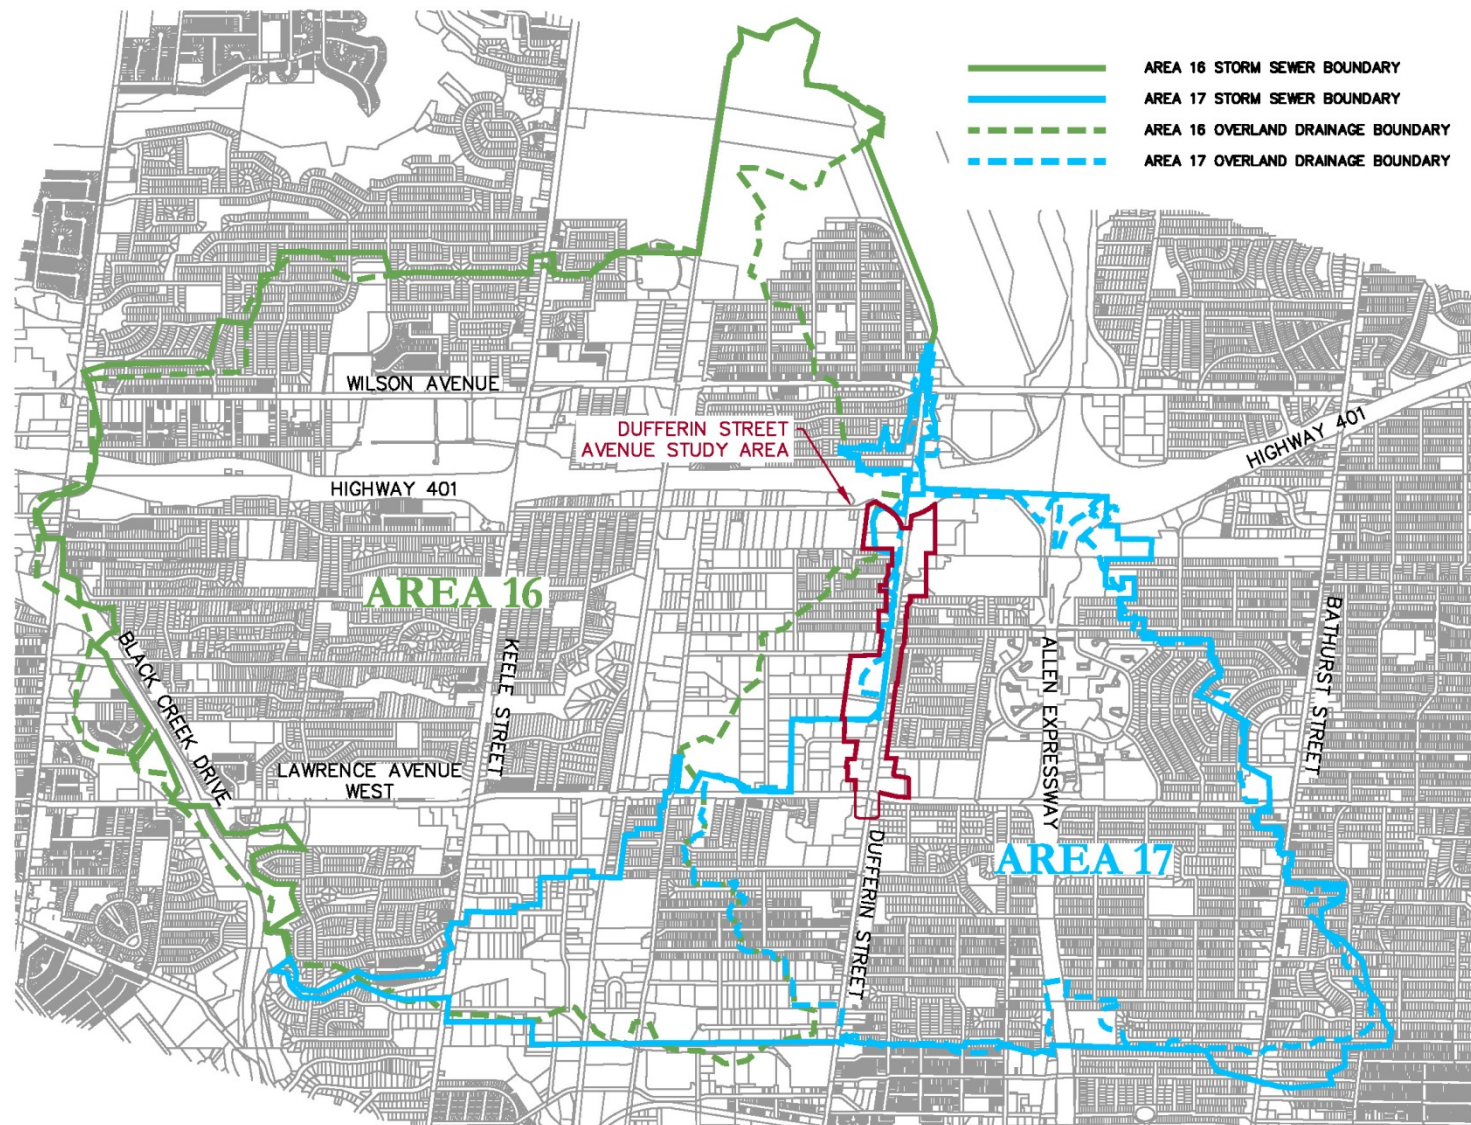 AREA 16 STORM SEWER BOUNDARY
AREA 17 STORM SEWER BOUNDARY
AREA 16 OVERLAND DRAINAGE BOUNDARY
AREA 17 OVERLAND DRAINAGE BOUNDARY
WILSON AVENUE
DUFFERIN STREET
AVENUE STUDY AREA
HIGHWAY 401
HIGHWAY 401
AREA 16
BLACK CREEK DRIVE
KEELE STREET
ALLEN EXPRESSWAY
BATHURST STREET
LAWRENCE AVENUE
WEST
DUFFERIN STREET
AREA 17